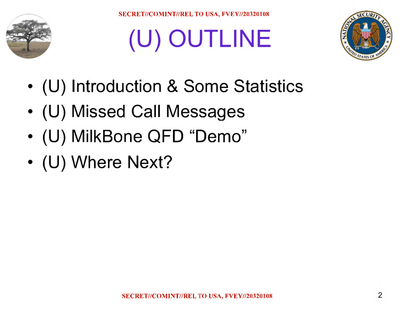 SECRET//COMINT//REL TO USA, FVEY//20320108
(U) OUTLINE
NATIONAL SECURITY AGENCY
UNITED STATES OF AMERICA
• (U) Introduction & Some Statistics
• (U) Missed Call Messages
• (U) MilkBone QFD “Demo”
• (U) Where Next?
SECRET//COMINT//REL TO USA, FVEY//20320108
2